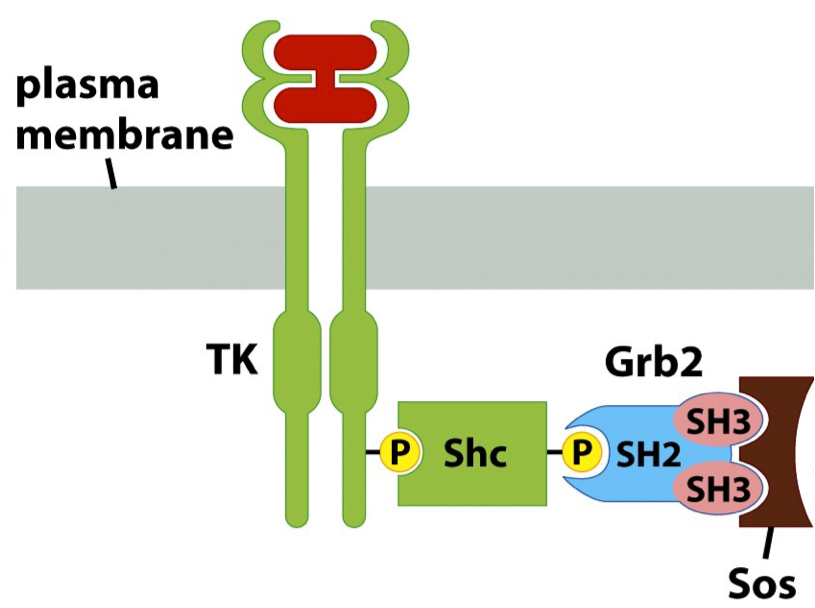 plasma
membrane
TK
Grb2
P
Shc
P
SH2
SH3
SH3
Sos